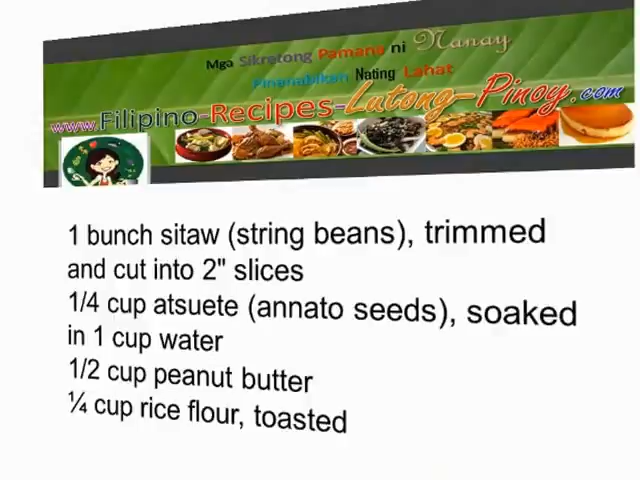 Mga Sikretong Pamana ni Nanay
Pinanabikan Nating Lahat
www.Filipino-Recipes-Lutong-Pinoy.com
1 bunch sitaw (string beans), trimmed
and cut into 2" slices
1/4 cup atsuete (annato seeds), soaked
in 1 cup water
1/2 cup peanut butter
¼ cup rice flour, toasted